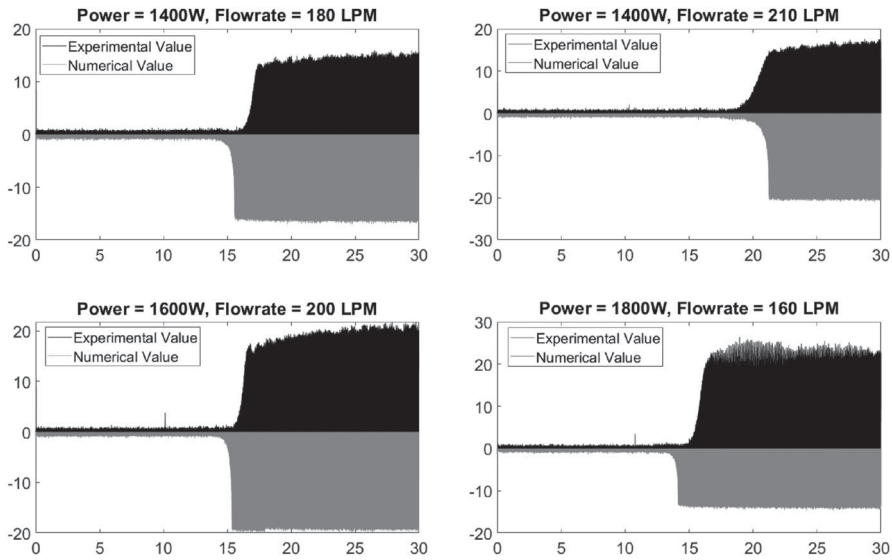 Power = 1400W, Flowrate = 180 LPM
20
10
0
-10
-20
Experimental Value
Numerical Value
0 5 10 15 20 25 30
Power = 1400W, Flowrate = 210 LPM
20
10
0
-10
-20
-30
Experimental Value
Numerical Value
0 5 10 15 20 25 30
Power = 1600W, Flowrate = 200 LPM
20
10
0
-10
-20
Experimental Value
Numerical Value
0 5 10 15 20 25 30
Power = 1800W, Flowrate = 160 LPM
30
20
10
0
-10
-20
Experimental Value
Numerical Value
0 5 10 15 20 25 30